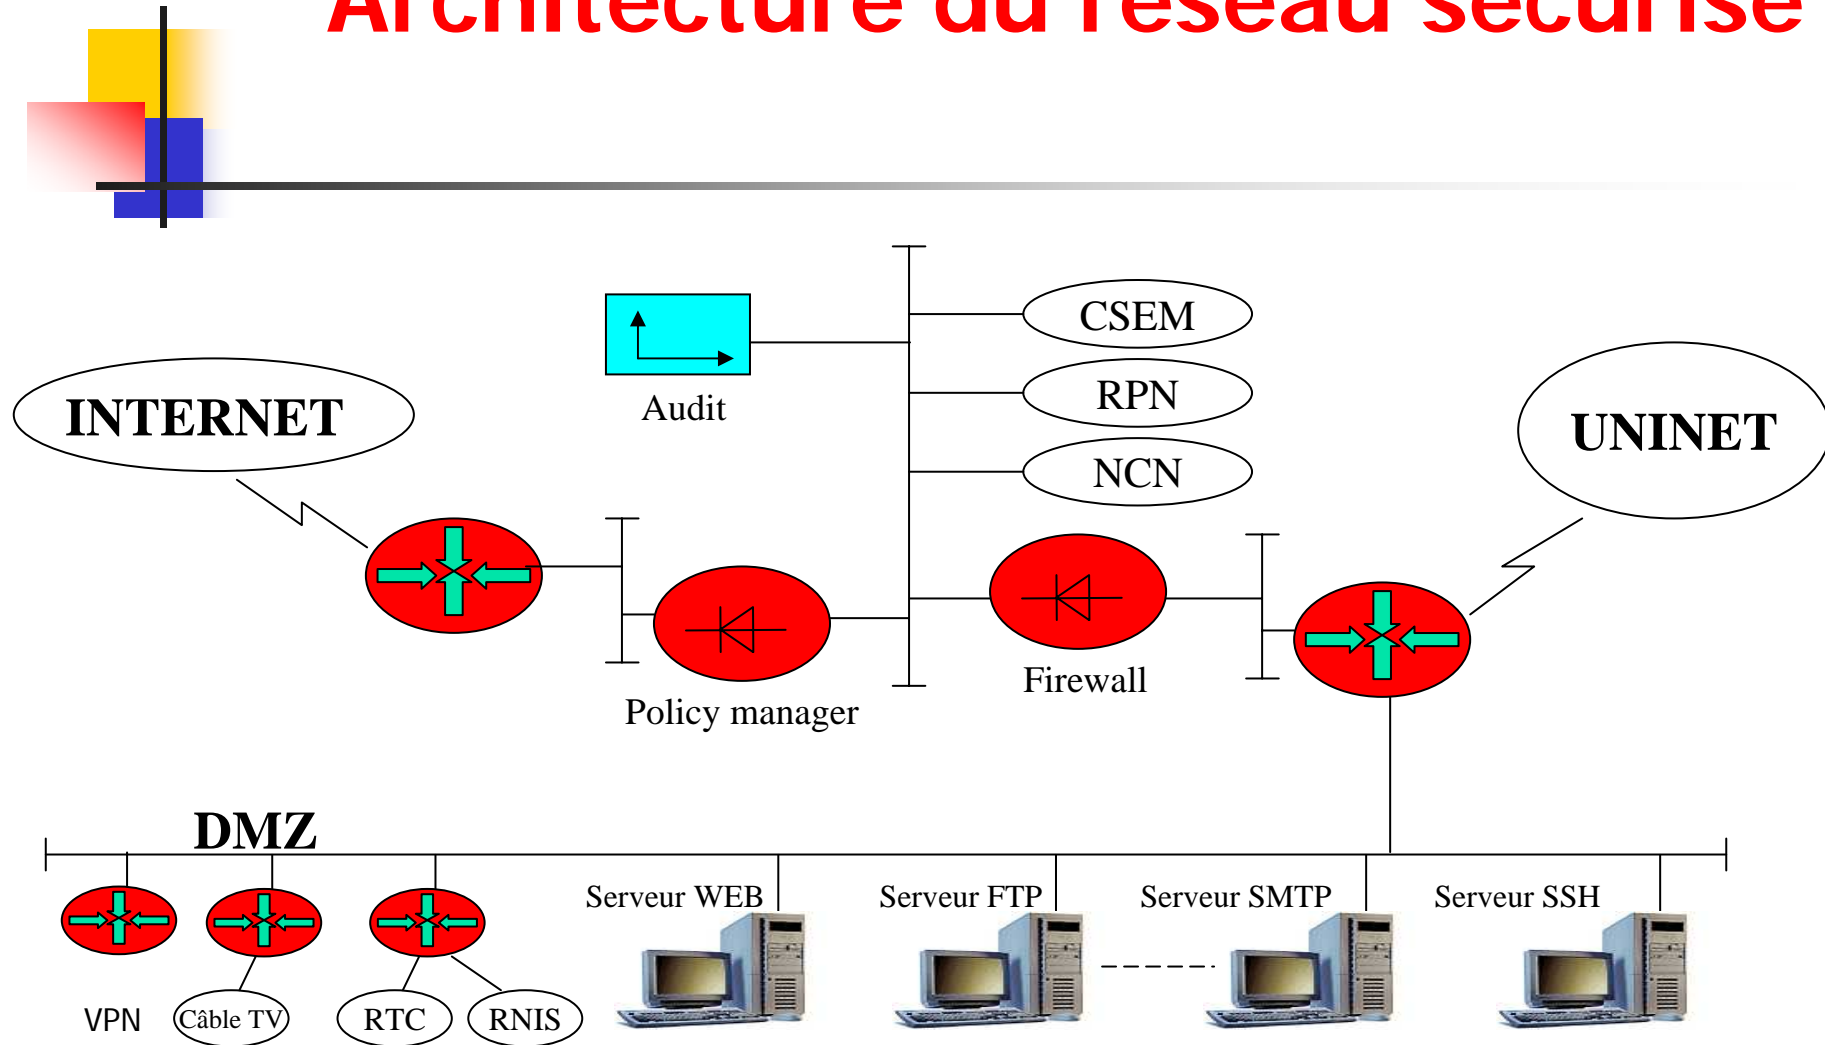 Architecture du réseau sécurisé
CSEM
RPN
NCN
Audit
INTERNET
UNINET
Policy manager
Firewall
DMZ
Serveur WEB
Serveur FTP
Serveur SMTP
Serveur SSH
VPN
Câble TV
RTC
RNIS